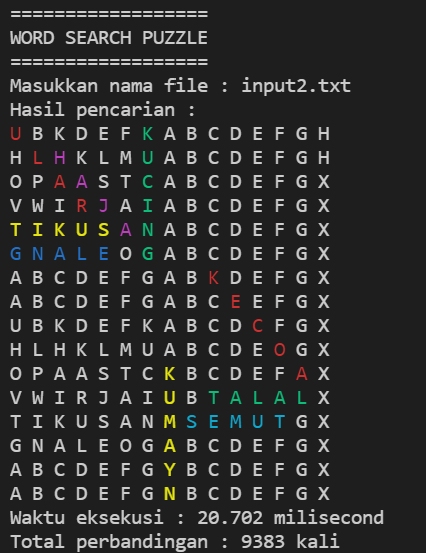 ==================
WORD SEARCH PUZZLE
==================
Masukkan nama file : input2.txt
Hasil pencarian :
U B K D E F K A B C D E F G H
H L H K L M U A B C D E F G H
O P A A S T C A B C D E F G X
V W I R J A I A B C D E F G X
T I K U S A N A B C D E F G X
G N A L E O G A B C D E F G X
A B C D E F G A B K D E F G X
A B C D E F G A B C E E F G X
U B K D E F K A B C D C F G X
H L H K L M U A B C D E O G X
O P A A S T C K B C D E F A X
V W I R J A I U B T A L A L X
T I K U S A N M S E M U T G X
G N A L E O G A B C D E F G X
A B C D E F G Y B C D E F G X
A B C D E F G N B C D E F G X
Waktu eksekusi : 20.702 milisecond
Total perbandingan : 9383 kali